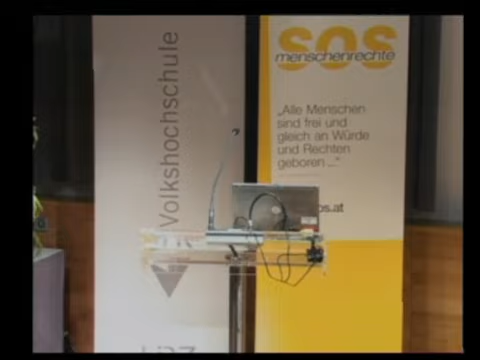 Volkshochschule
SOS
menschenrechte
„Alle Menschen
sind frei und
gleich an Würde
und Rechten
geboren ..."
os.at